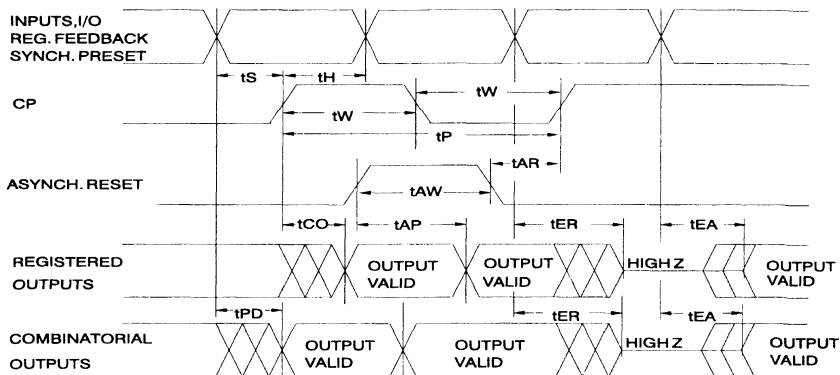 INPUTS,I/O
REG. FEEDBACK
SYNCH. PRESET
tS
tH
CP
tW
tW
tP
tAR
ASYNCH. RESET
tAW
tCO
tAP
tER
tEA
REGISTERED
OUTPUTS
OUTPUT
VALID
OUTPUT
VALID
HIGH Z
OUTPUT
VALID
tPD
tER
tEA
COMBINATORIAL
OUTPUTS
OUTPUT
VALID
OUTPUT
VALID
HIGH Z
OUTPUT
VALID